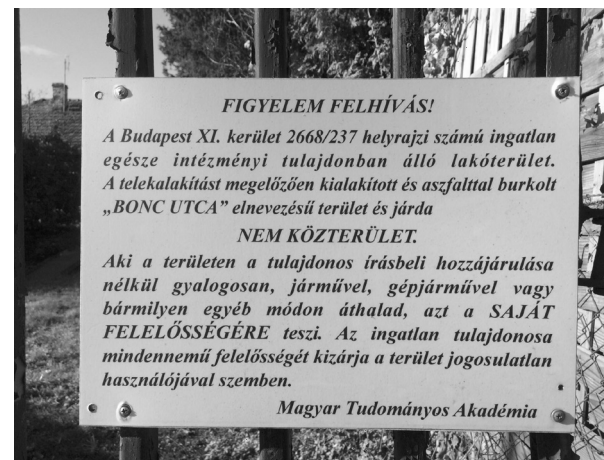 FIGYELEM FELHÍVÁS!
A Budapest XI. kerület 2668/237 helyrajzi számú ingatlan
egésze intézményi tulajdonban álló lakóterület.
A telekalakítást megelőzően kialakított és aszfalttal burkolt
„BONC UTCA” elnevezésű terület és járda
NEM KÖZTERÜLET.
Aki a területen a tulajdonos írásbeli hozzájárulása
nélkül gyalogosan, járművel, gépjárművel vagy
bármilyen egyéb módon áthalad, azt a SAJÁT
FELELŐSSÉGÉRE teszi. Az ingatlan tulajdonosa
mindennemű felelősségét kizárja a terület jogosulatlan
használójával szemben.
Magyar Tudományos Akadémia